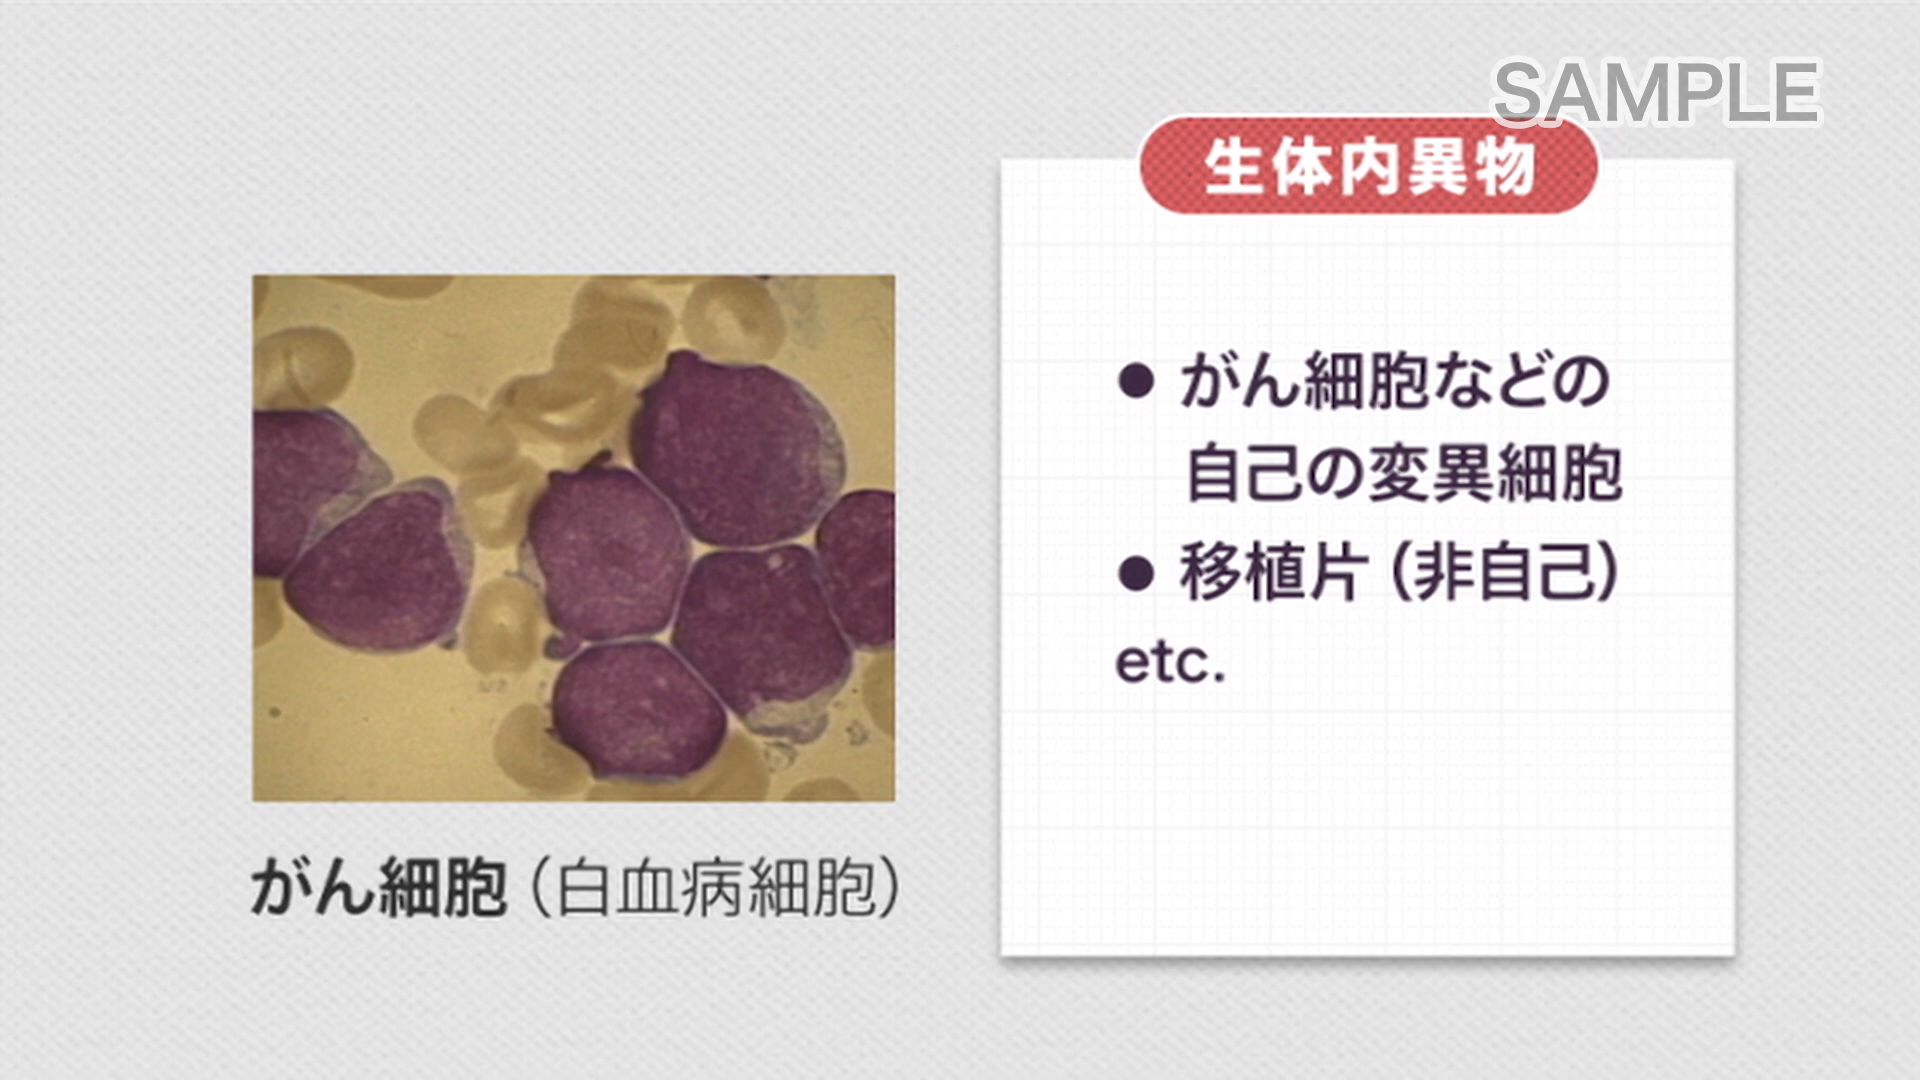 SAMPLE
生体内異物
● がん細胞などの
自己の変異細胞
● 移植片（非自己）
etc.
がん細胞（白血病細胞）